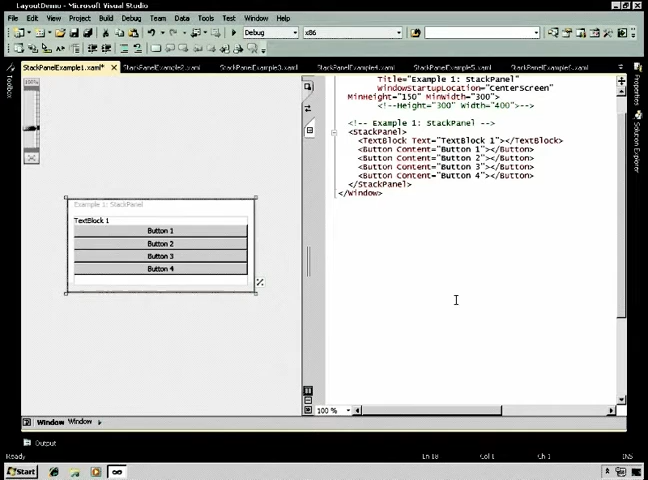 LayoutDemo - Microsoft Visual Studio
File Edit View Project Build Debug Team Data Tools Test Window Help
Debug x86
StackPanelExample1.xaml* StackPanelExample2.xaml StackPanelExample3.xaml StackPanelExample4.xaml StackPanelExample5.xaml StackPanelExample6.xaml
Toolbox
100%
Title="Example 1: StackPanel"
WindowStartupLocation="CenterScreen"
MinHeight="150" MinWidth="300">
<!--Height="300" Width="400">-->
<!-- Example 1: StackPanel -->
<StackPanel>
<TextBlock Text="TextBlock 1"></TextBlock>
<Button Content="Button 1"></Button>
<Button Content="Button 2"></Button>
<Button Content="Button 3"></Button>
<Button Content="Button 4"></Button>
</StackPanel>
</Window>
Example 1: StackPanel
TextBlock 1
Button 1
Button 2
Button 3
Button 4
Properties
Solution Explorer
100 %
Window Window
Output
Ready Ln 18 Col 1 Ch 1 INS
Start